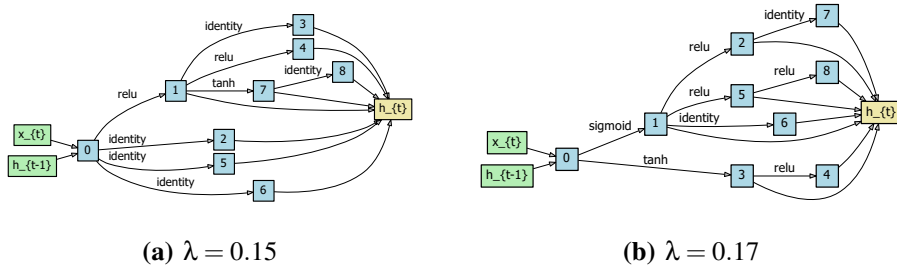 identity
3
relu
4
identity
1
tanh
7
8
relu
h_{t}
x_{t}
identity
2
h_{t-1}
0
identity
5
identity
6
identity
7
relu
2
relu
relu
8
5
h_{t}
sigmoid
1
identity
6
x_{t}
0
tanh
relu
h_{t-1}
3
4
(a) λ = 0.15
(b) λ = 0.17